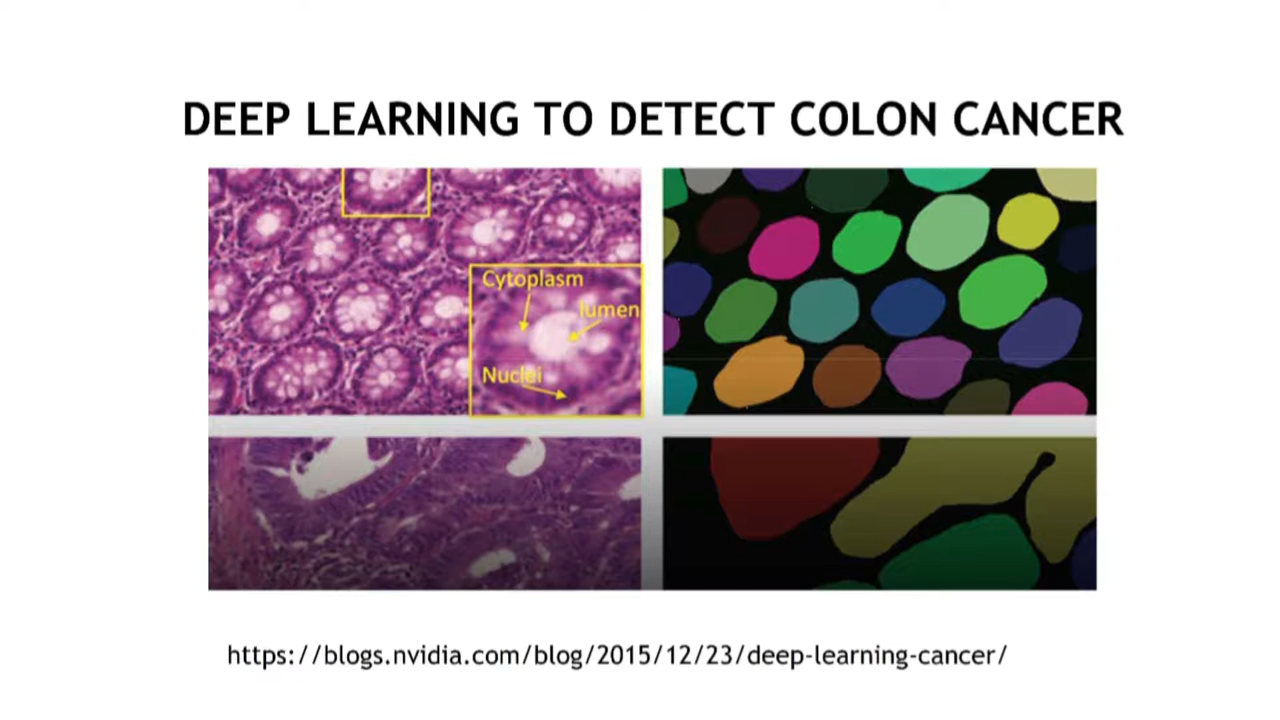 DEEP LEARNING TO DETECT COLON CANCER
Cytoplasm
lumen
Nuclei
https://blogs.nvidia.com/blog/2015/12/23/deep-learning-cancer/